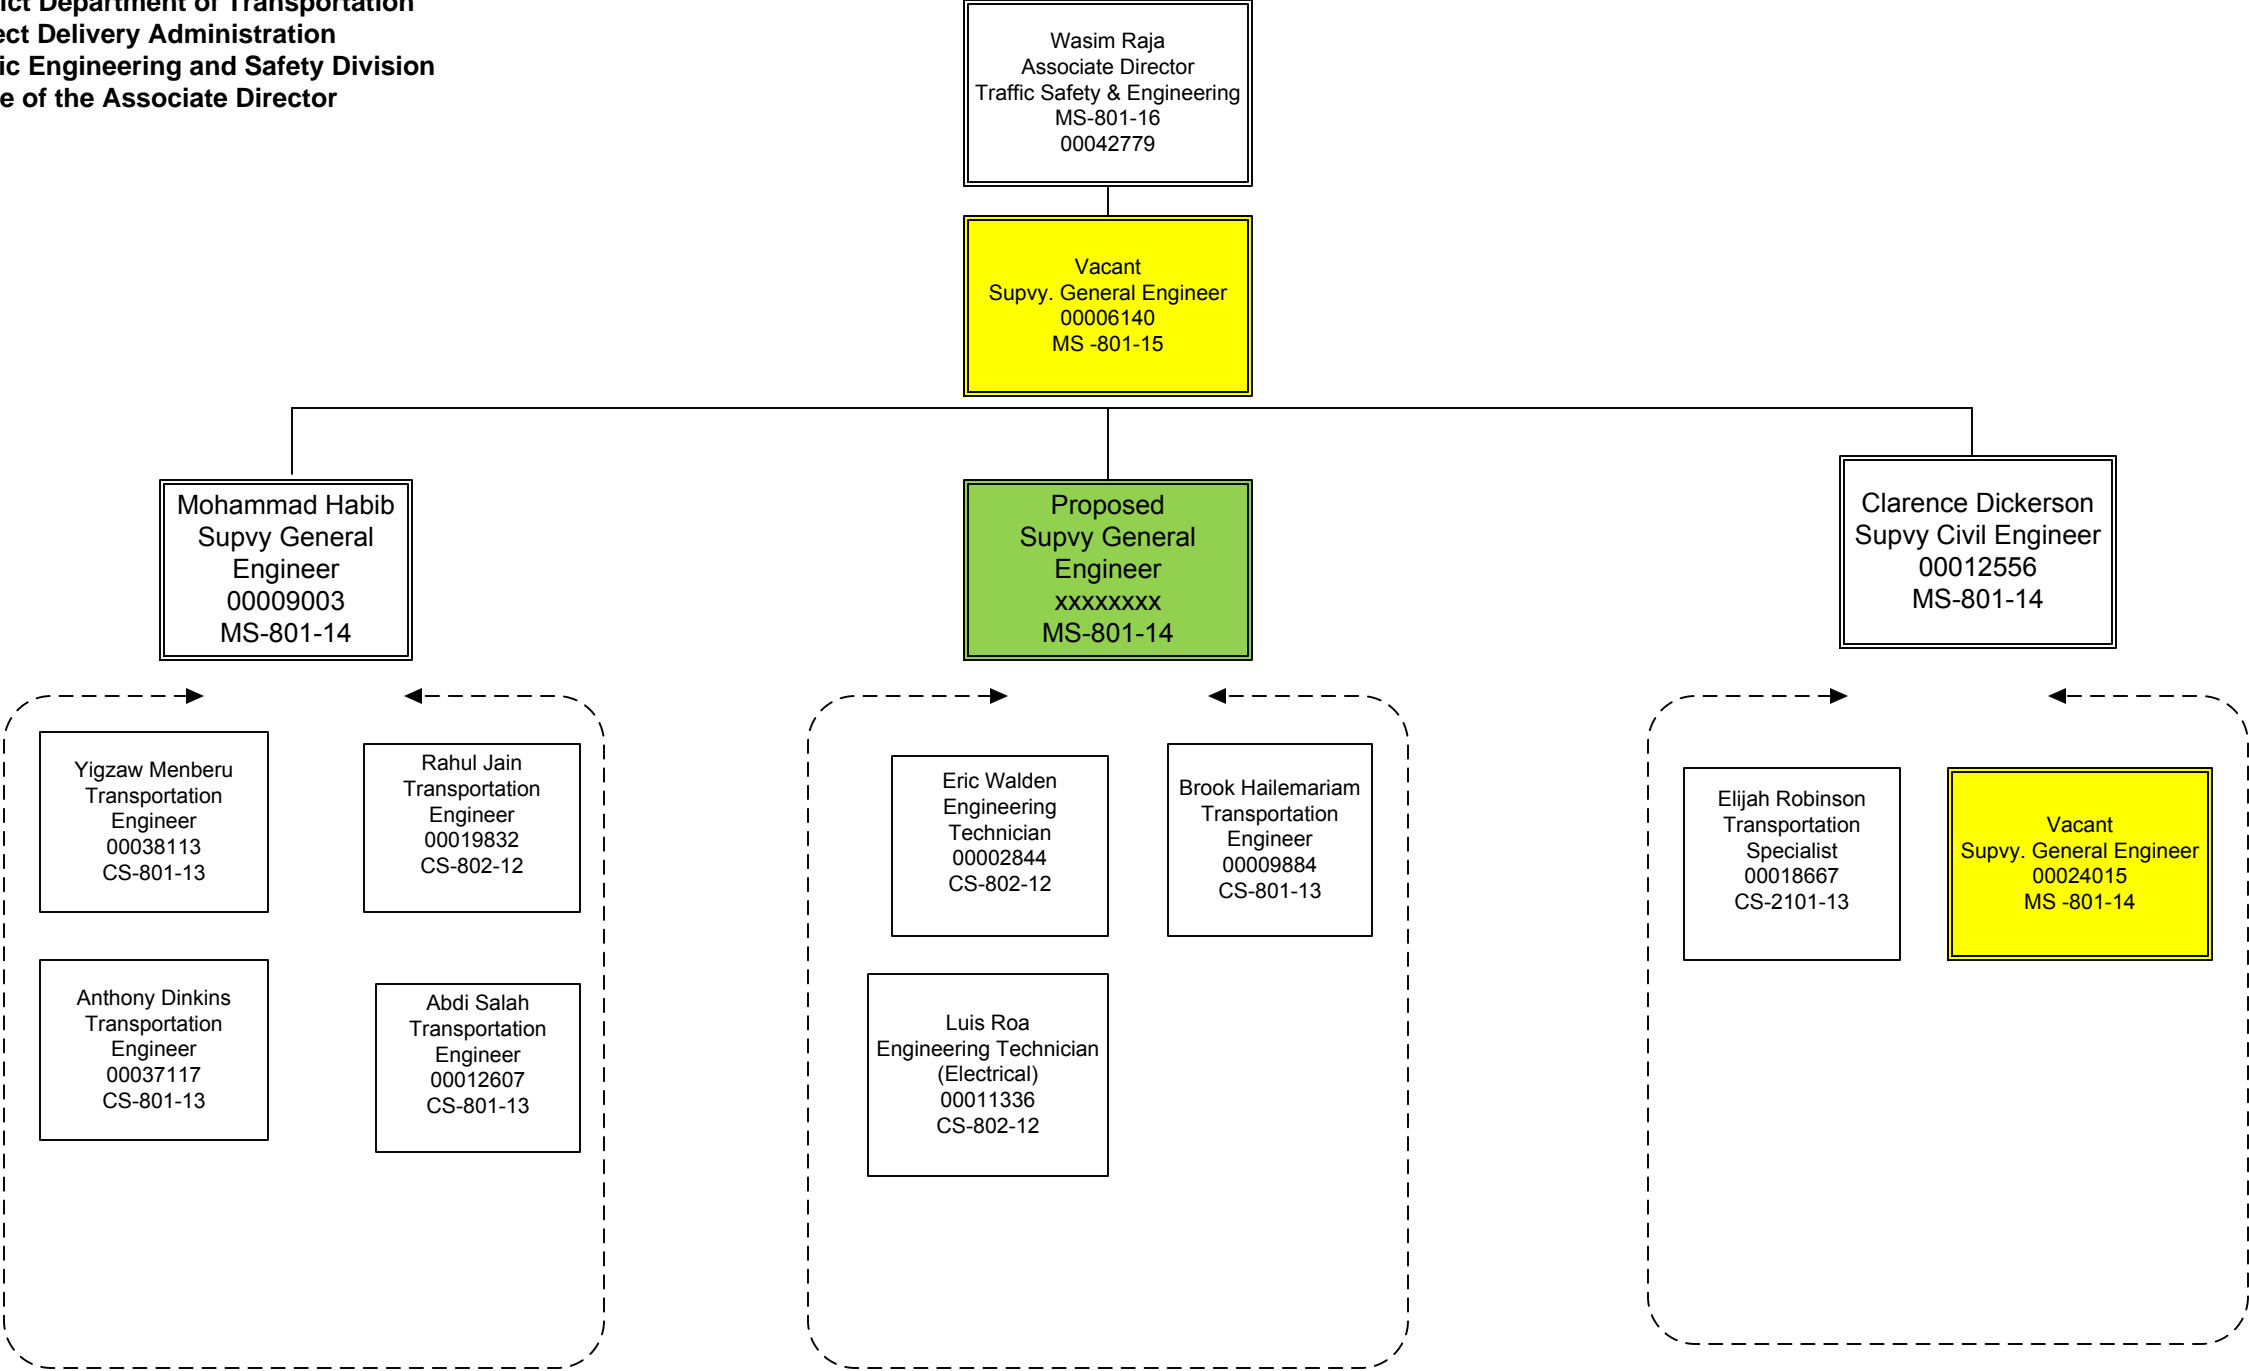 ict Department of Transportation
ect Delivery Administration
ic Engineering and Safety Division
e of the Associate Director
Wasim Raja
Associate Director
Traffic Safety & Engineering
MS-801-16
00042779
Vacant
Supvy. General Engineer
00006140
MS -801-15
Mohammad Habib
Supvy General
Engineer
00009003
MS-801-14
Proposed
Supvy General
Engineer
xxxxxxxx
MS-801-14
Clarence Dickerson
Supvy Civil Engineer
00012556
MS-801-14
Yigzaw Menberu
Transportation
Engineer
00038113
CS-801-13
Rahul Jain
Transportation
Engineer
00019832
CS-802-12
Anthony Dinkins
Transportation
Engineer
00037117
CS-801-13
Abdi Salah
Transportation
Engineer
00012607
CS-801-13
Eric Walden
Engineering
Technician
00002844
CS-802-12
Brook Hailemariam
Transportation
Engineer
00009884
CS-801-13
Luis Roa
Engineering Technician
(Electrical)
00011336
CS-802-12
Elijah Robinson
Transportation
Specialist
00018667
CS-2101-13
Vacant
Supvy. General Engineer
00024015
MS -801-14